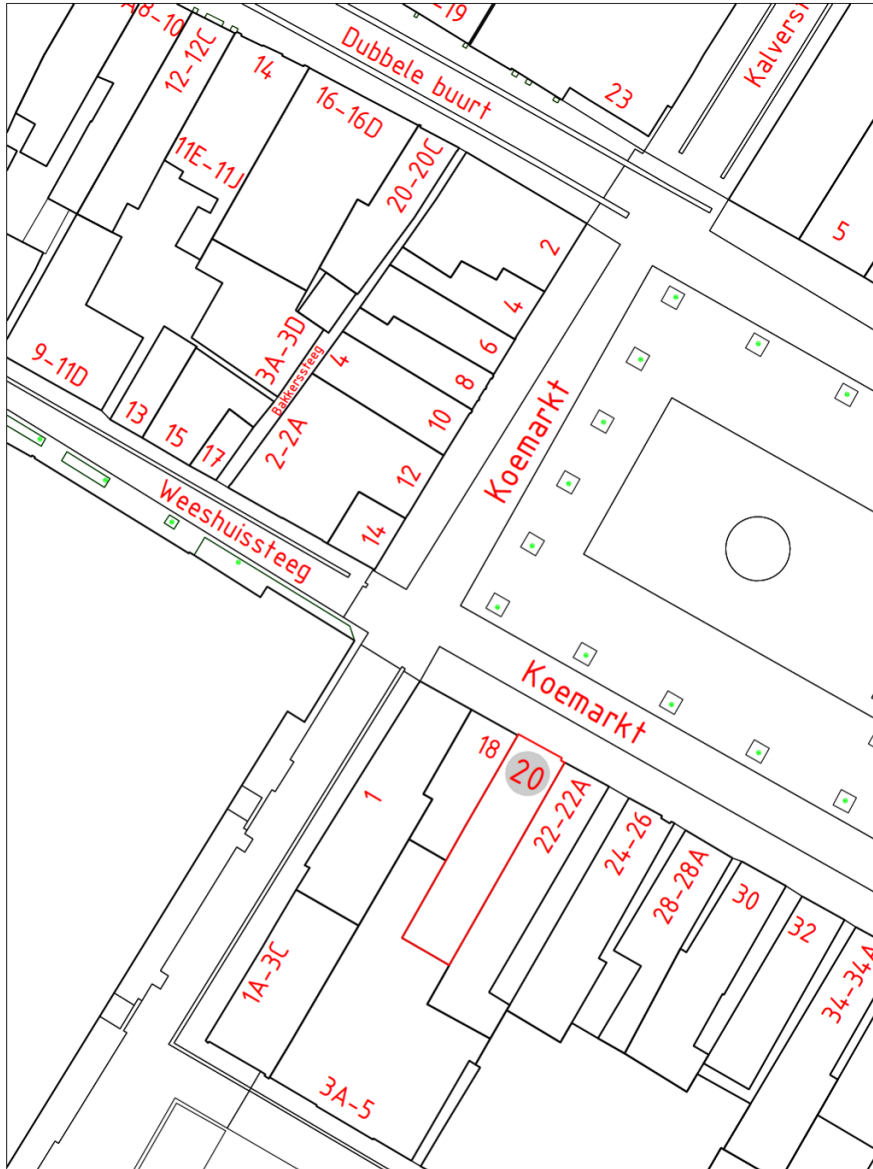 8-10
12-12C
14
16-16D
Dubbele buurt
-19
23
11E-11J
20-20C
2
5
4
6
8
10
12
14
3A-3D
Bakkerssteeg
4
2-2A
9-11D
13
15
17
Weeshuissteeg
Koemarkt
Koemarkt
18
20
22-22A
24-26
28-28A
30
32
34-34A
1
1A-3C
3A-5